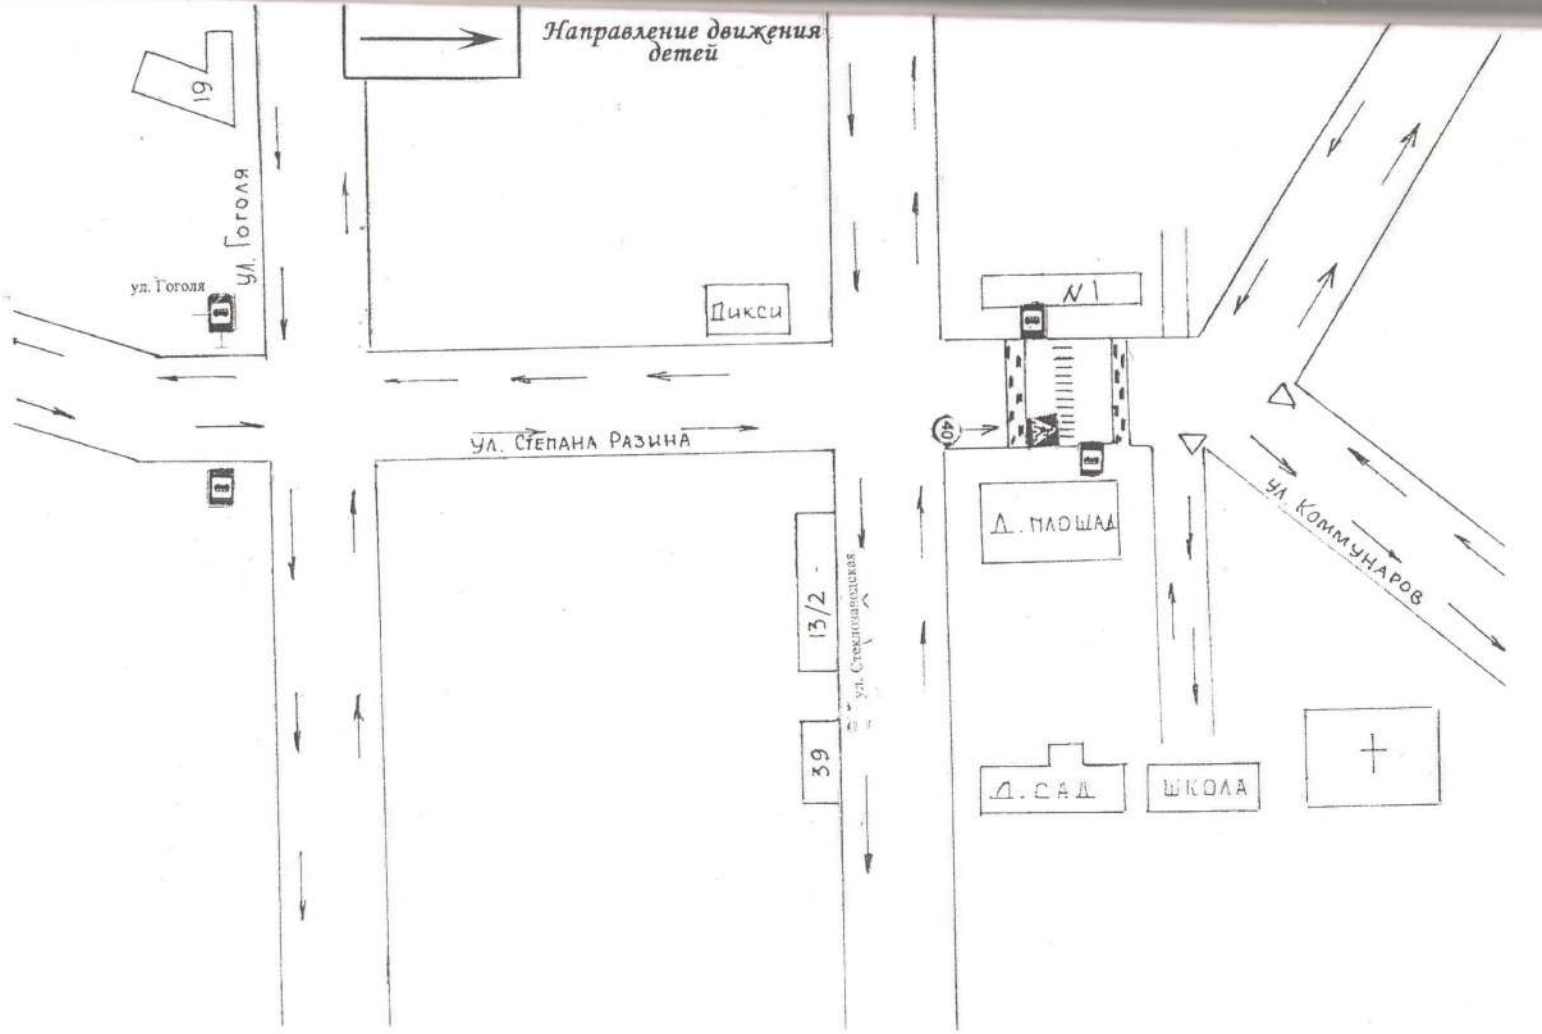 Направление движения
детей
19
ул. Гоголя
ул. Гоголя
Дикси
N1
ул. Степана Разина
40
Д. площад
ул. Коммунаров
13/2
ул. Стеклозаводская
39
Д. САД
ШКОЛА